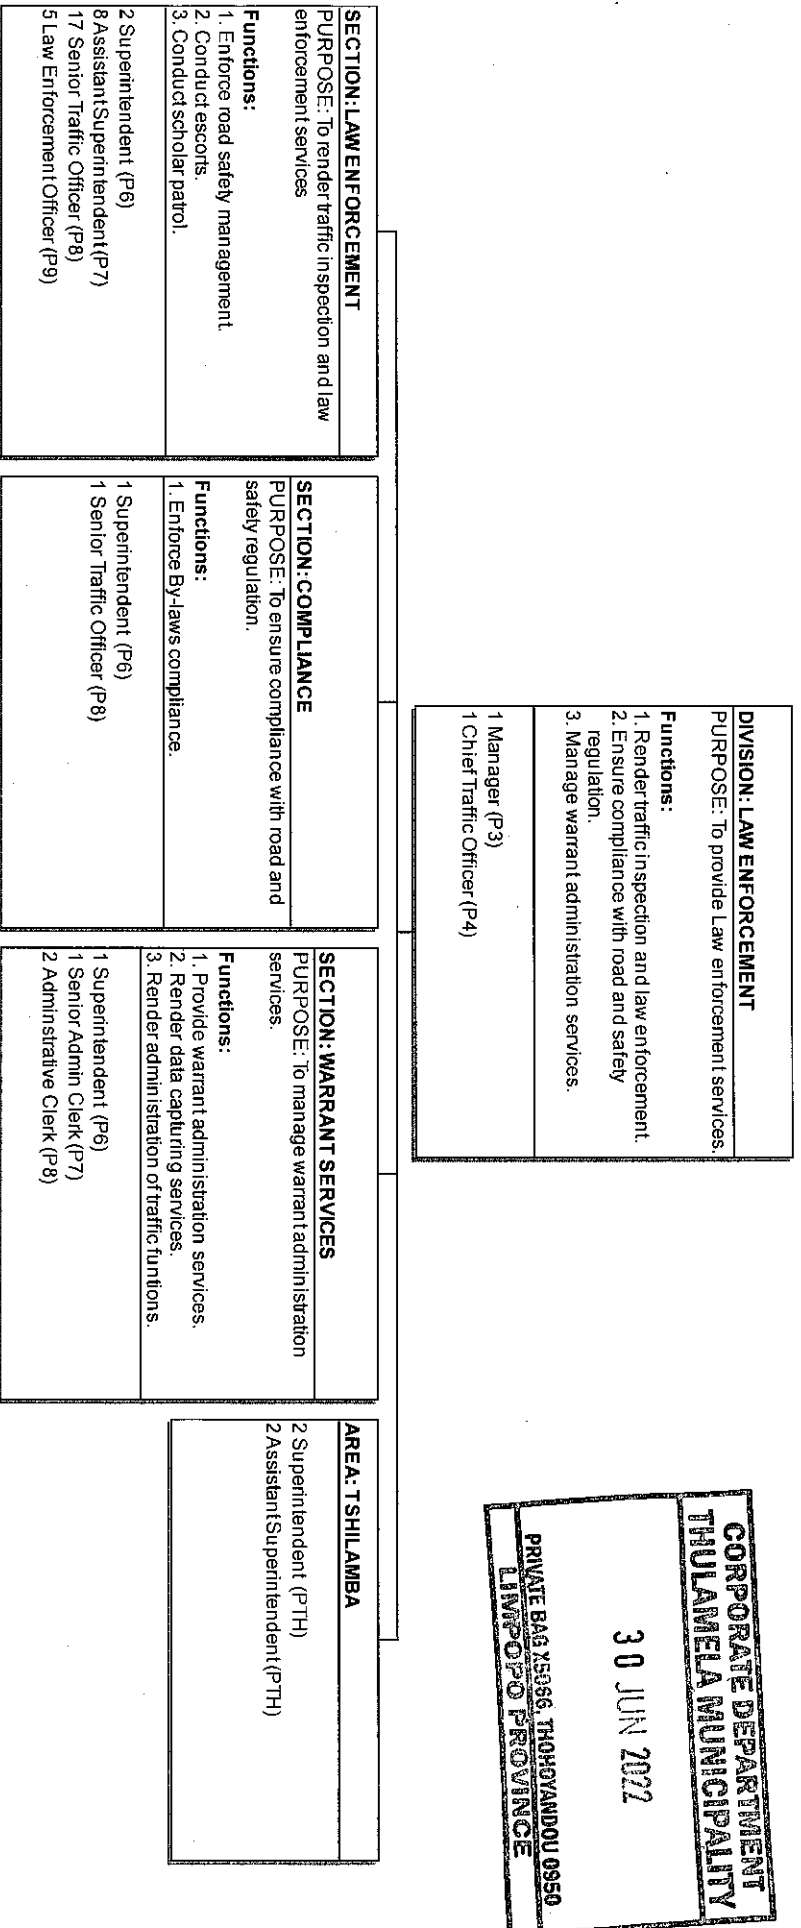 DIVISION: LAW ENFORCEMENT
PURPOSE: To provide Law enforcement services.
Functions:
1. Render traffic inspection and law enforcement.
2. Ensure compliance with road and safety
regulation.
3. Manage warrant administration services.
1 Manager (P3)
1 Chief Traffic Officer (P4)
CORPORATE DEPARTMENT
THULAMELA MUNICIPALITY
30 JUN 2022
PRIVATE BAG X5066, THOHOYANDOU 0950
LIMPOPO PROVINCE
SECTION: LAW ENFORCEMENT
PURPOSE: To render traffic inspection and law
enforcement services
Functions:
1. Enforce road safety management.
2. Conduct escorts.
3. Conduct scholar patrol.
2 Superintendent (P6)
8 Assistant Superintendent (P7)
17 Senior Traffic Officer (P8)
5 Law Enforcement Officer (P9)
SECTION: COMPLIANCE
PURPOSE: To ensure compliance with road and
safety regulation.
Functions:
1. Enforce By-laws compliance.
1 Superintendent (P6)
1 Senior Traffic Officer (P8)
SECTION: WARRANT SERVICES
PURPOSE: To manage warrant administration
services.
Functions:
1. Provide warrant administration services.
2. Render data capturing services.
3. Render administration of traffic funtions.
1 Superintendent (P6)
1 Senior Admin Clerk (P7)
2 Administrative Clerk (P8)
AREA: TSHILAMBA
2 Superintendent (PTH)
2 Assistant Superintendent (PTH)